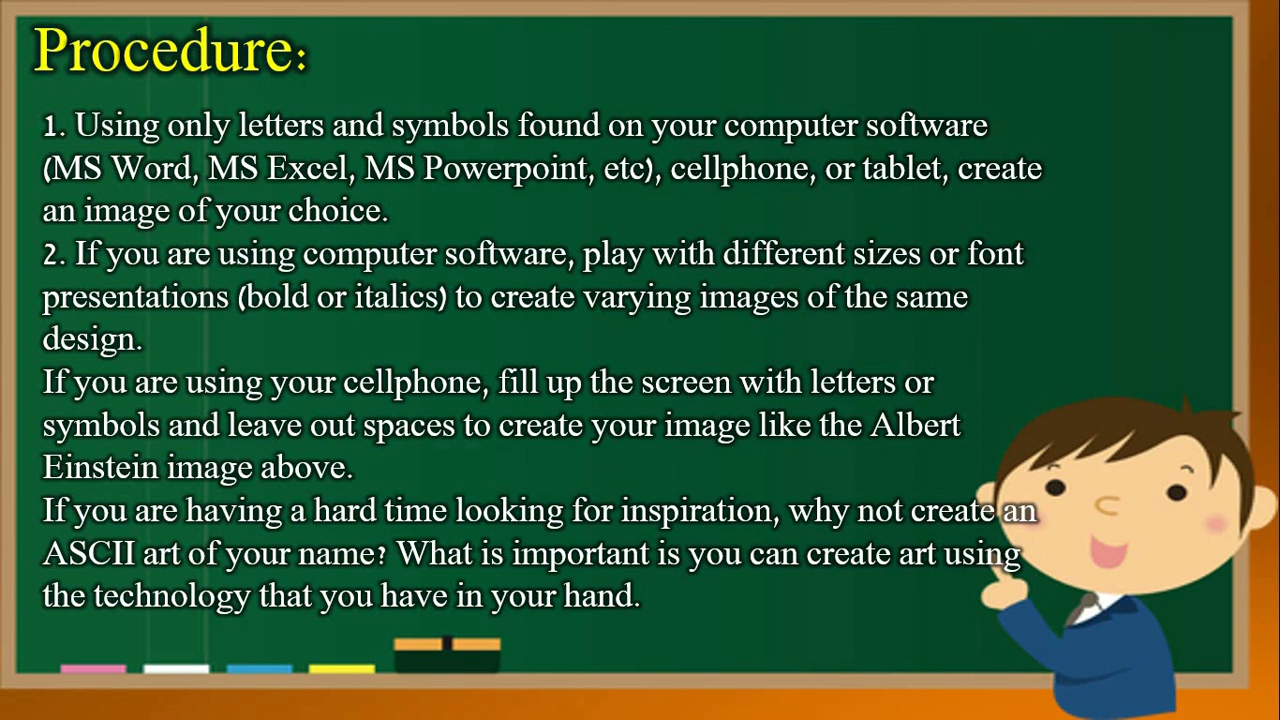 Procedure:
1. Using only letters and symbols found on your computer software
(MS Word, MS Excel, MS Powerpoint, etc), cellphone, or tablet, create
an image of your choice.
2. If you are using computer software, play with different sizes or font
presentations (bold or italics) to create varying images of the same
design.
If you are using your cellphone, fill up the screen with letters or
symbols and leave out spaces to create your image like the Albert
Einstein image above.
If you are having a hard time looking for inspiration, why not create an
ASCII art of your name? What is important is you can create art using
the technology that you have in your hand.